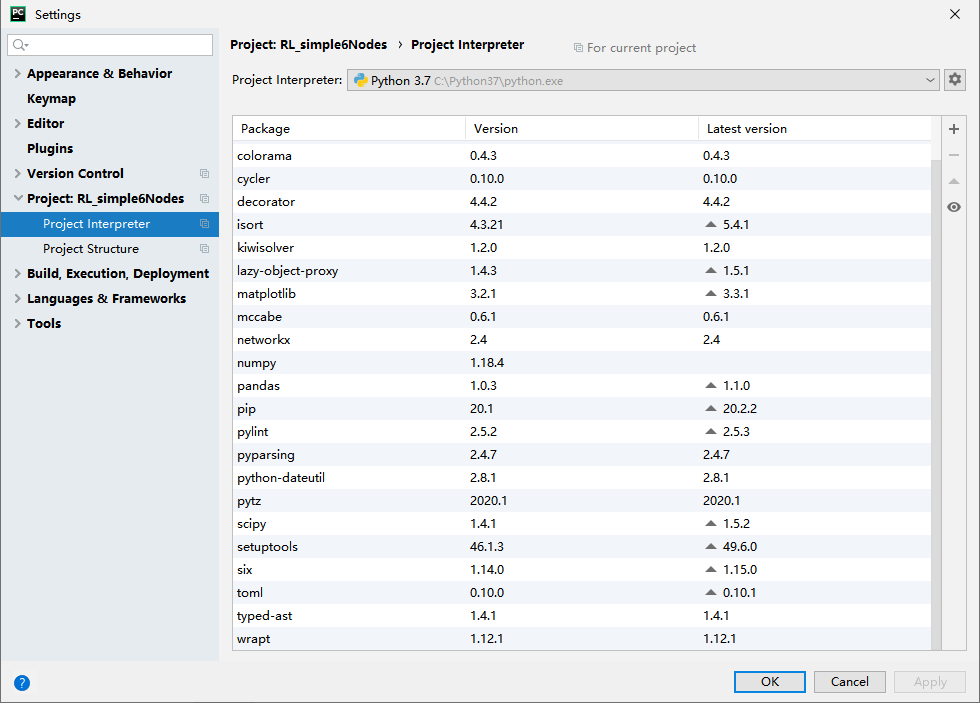 PC Settings
Project: RL_simple6Nodes › Project Interpreter For current project
Appearance & Behavior
Keymap
Editor
Plugins
Version Control
Project: RL_simple6Nodes
Project Interpreter
Project Structure
Build, Execution, Deployment
Languages & Frameworks
Tools
Project Interpreter: Python 3.7 C:\Python37\python.exe
Package Version Latest version
colorama 0.4.3 0.4.3
cycler 0.10.0 0.10.0
decorator 4.4.2 4.4.2
isort 4.3.21 5.4.1
kiwisolver 1.2.0 1.2.0
lazy-object-proxy 1.4.3 1.5.1
matplotlib 3.2.1 3.3.1
mccabe 0.6.1 0.6.1
networkx 2.4 2.4
numpy 1.18.4
pandas 1.0.3 1.1.0
pip 20.1 20.2.2
pylint 2.5.2 2.5.3
pyparsing 2.4.7 2.4.7
python-dateutil 2.8.1 2.8.1
pytz 2020.1 2020.1
scipy 1.4.1 1.5.2
setuptools 46.1.3 49.6.0
six 1.14.0 1.15.0
toml 0.10.0 0.10.1
typed-ast 1.4.1 1.4.1
wrapt 1.12.1 1.12.1
? OK Cancel Apply